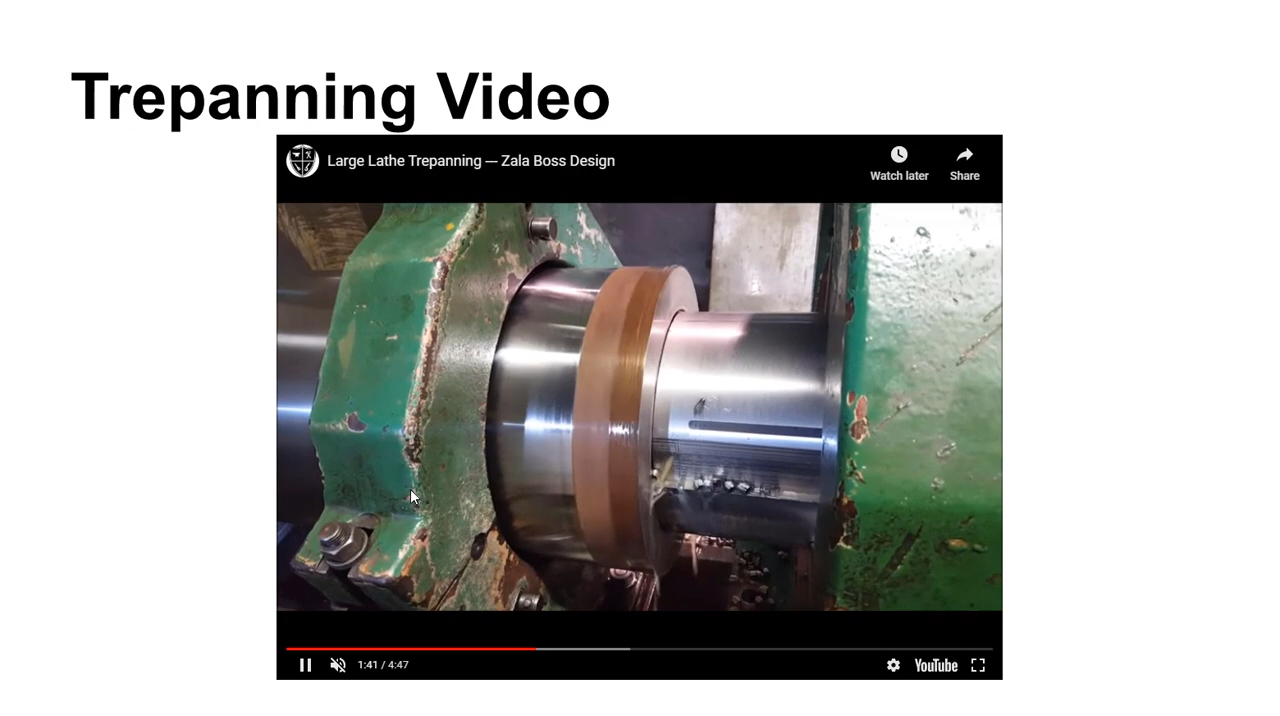 Trepanning Video
Large Lathe Trepanning — Zala Boss Design
Watch later
Share
1:41 / 4:47
YouTube